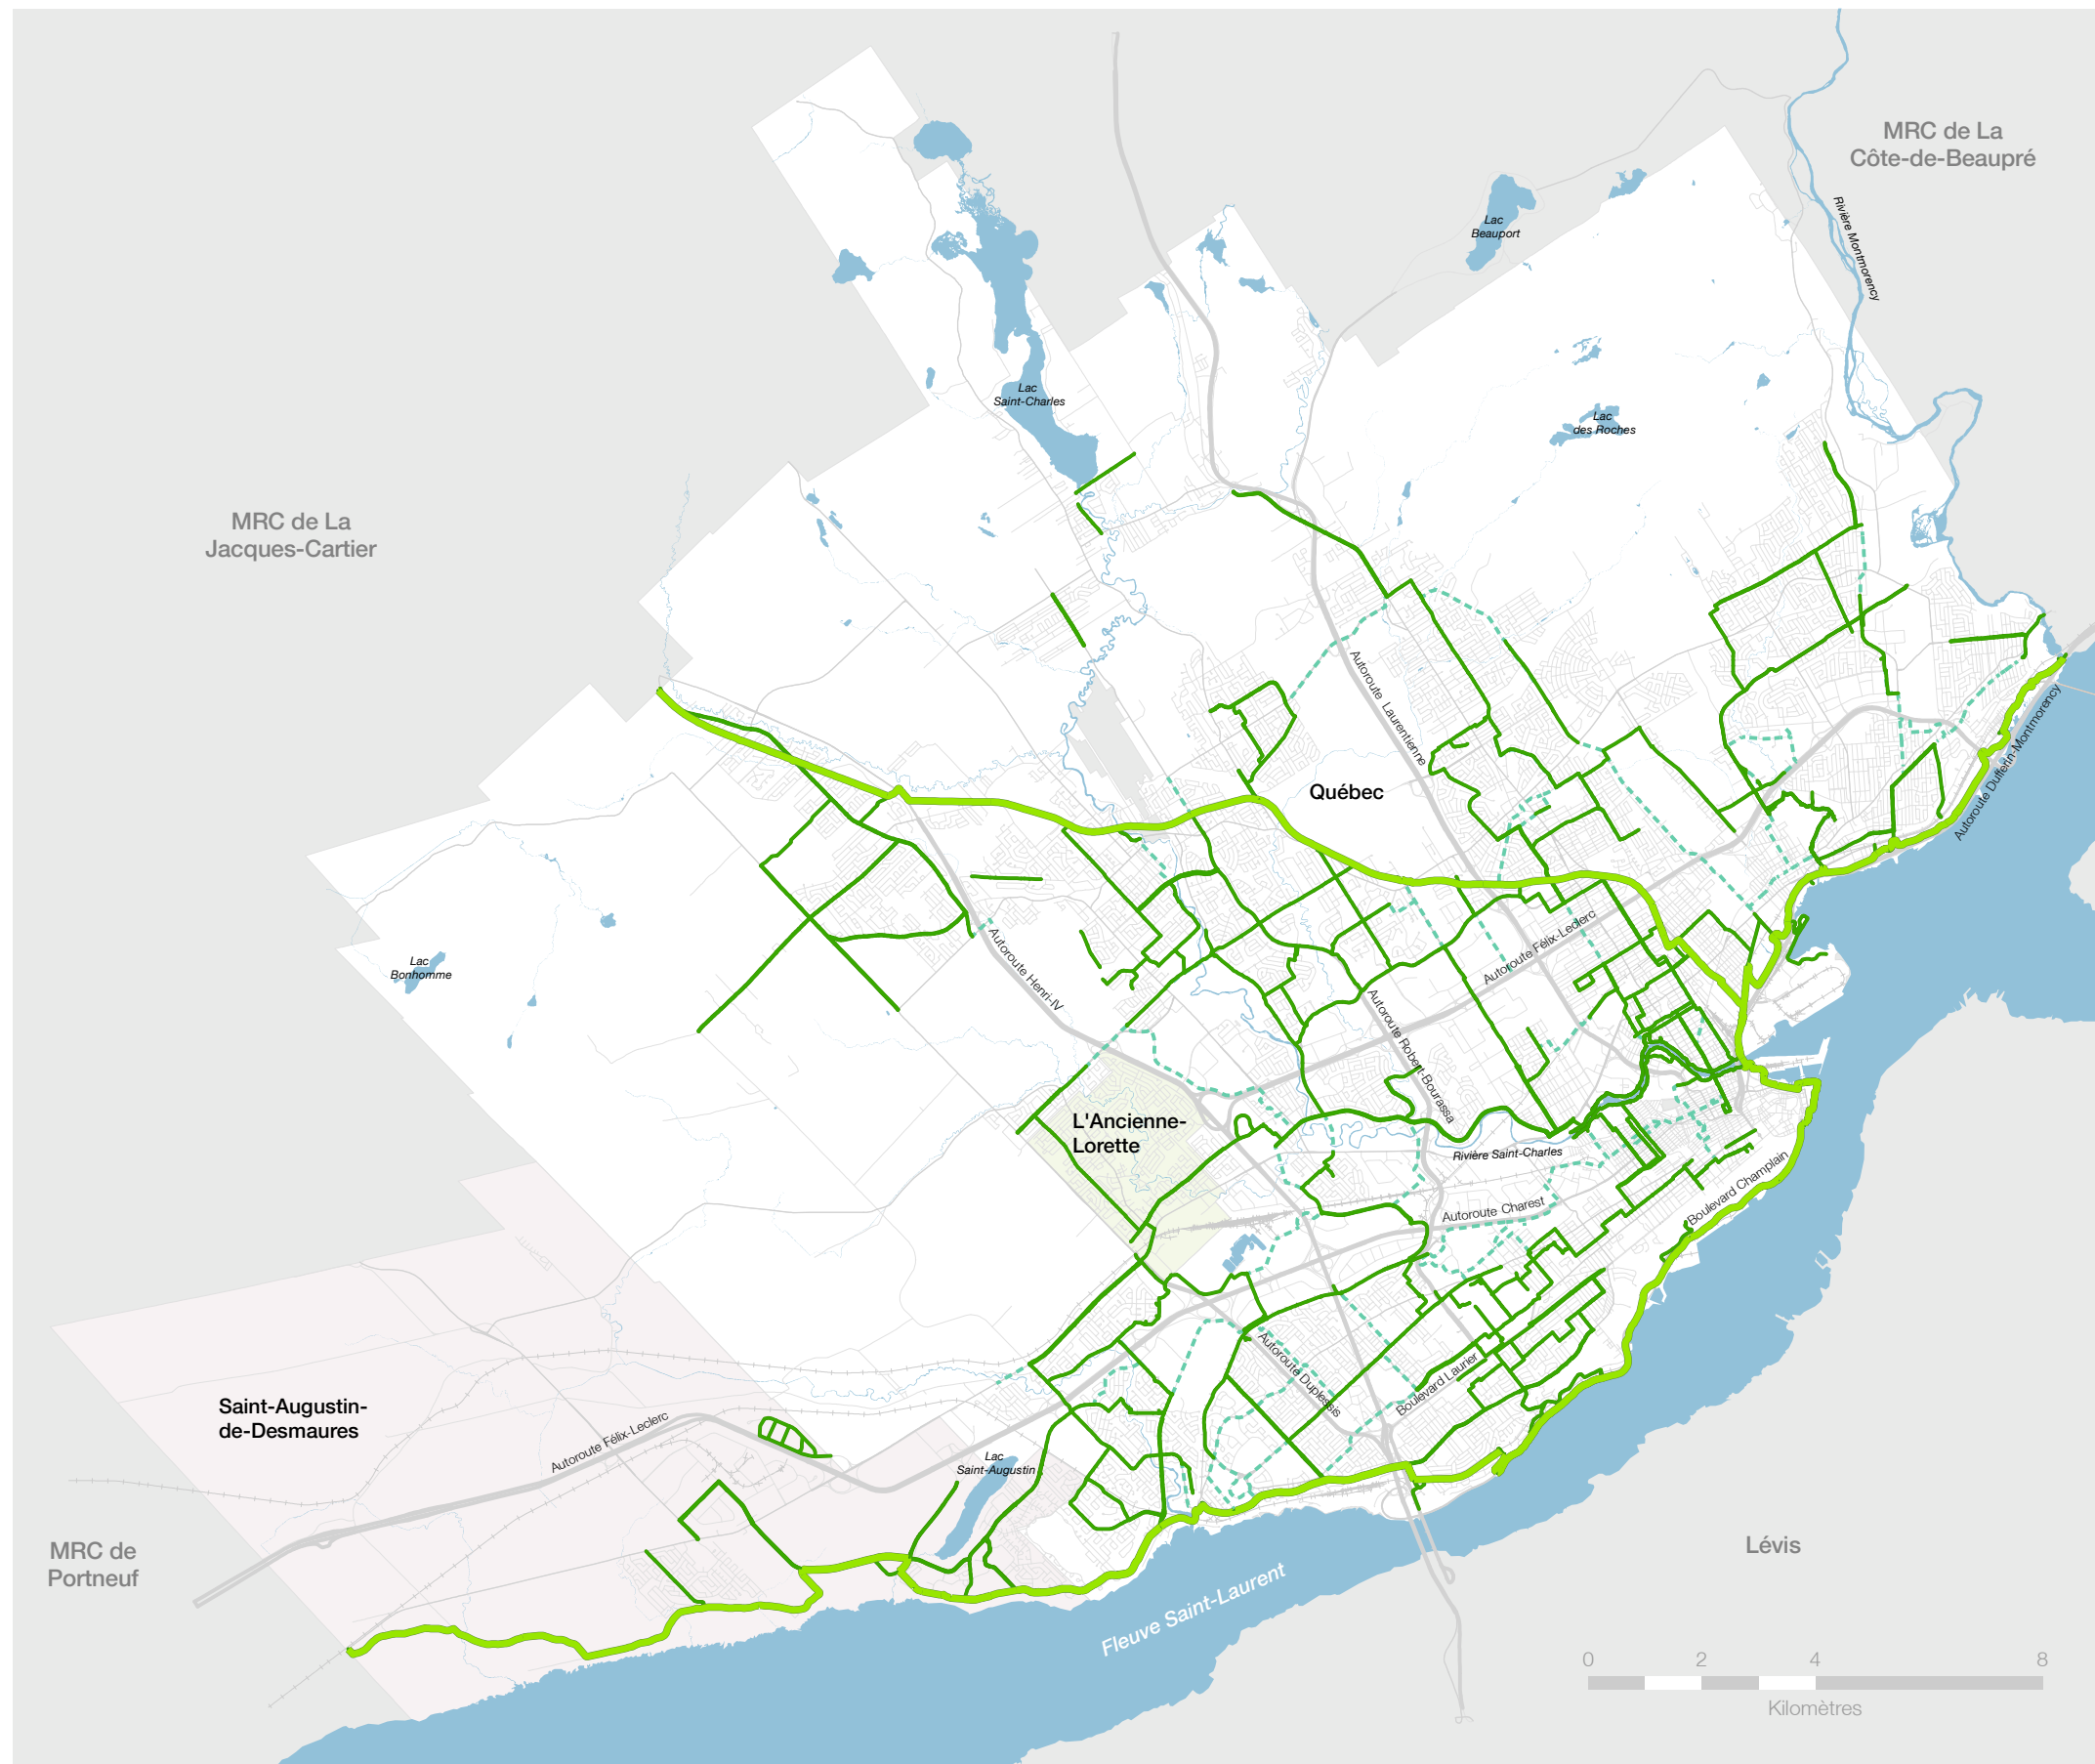 MRC de La
Côte-de-Beaupré
Rivière Montmorency
Lac
Beauport
Lac
Saint-Charles
Lac
des Roches
MRC de La
Jacques-Cartier
Autoroute Laurentienne
Autoroute Dufferin-Montmorency
Québec
Autoroute Félix-Leclerc
Autoroute Henri-IV
Lac
Bonhomme
Autoroute Robert-Bourassa
L'Ancienne-
Lorette
Rivière Saint-Charles
Boulevard Champlain
Autoroute Charest
Autoroute Duplessis
Boulevard Laurier
Saint-Augustin-
de-Desmaures
Autoroute Félix-Leclerc
Lac
Saint-Augustin
MRC de
Portneuf
Lévis
Fleuve Saint-Laurent
0 2 4 8
Kilomètres